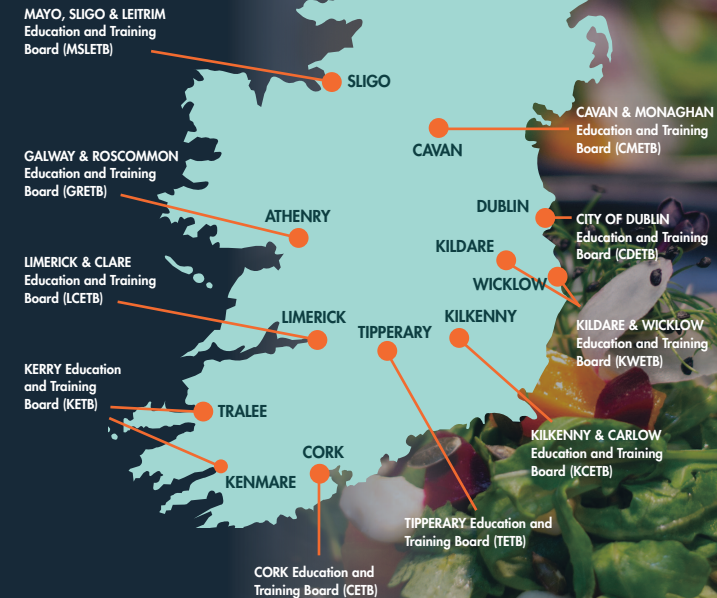 MAYO, SLIGO & LEITRIM
Education and Training
Board (MSLETB)
SLIGO
CAVAN & MONAGHAN
Education and Training
Board (CMETB)
CAVAN
GALWAY & ROSCOMMON
Education and Training
Board (GRETB)
ATHENRY
DUBLIN
CITY OF DUBLIN
Education and Training
Board (CDETB)
KILDARE
WICKLOW
LIMERICK & CLARE
Education and Training
Board (LCETB)
LIMERICK
TIPPERARY
KILKENNY
KILDARE & WICKLOW
Education and Training
Board (KWETB)
KERRY Education
and Training
Board (KETB)
TRALEE
KENMARE
CORK
KILKENNY & CARLOW
Education and Training
Board (KCETB)
TIPPERARY Education and
Training Board (TETB)
CORK Education and
Training Board (CETB)